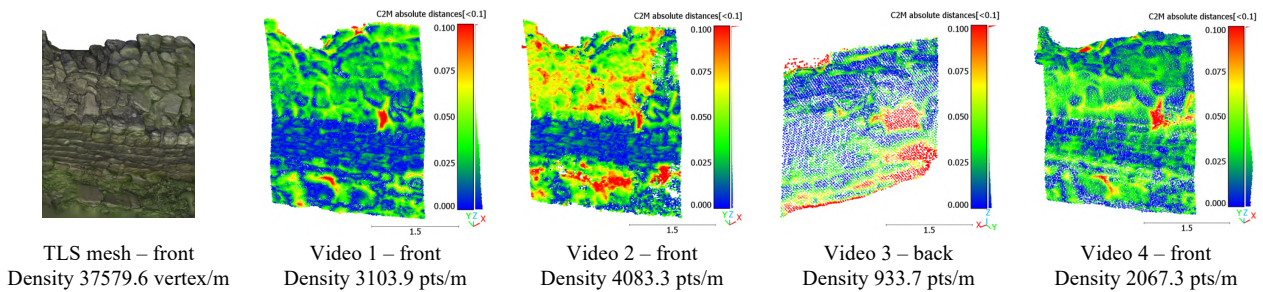 C2M absolute distances[<0.1]
0.100
0.075
0.050
0.025
0.000
Y Z X
1.5
C2M absolute distances[<0.1]
0.100
0.075
0.050
0.025
0.000
Y Z X
1.5
C2M absolute distances[<0.1]
0.100
0.075
0.050
0.025
0.000
1.5
X Z Y
C2M absolute distances[<0.1]
0.100
0.075
0.050
0.025
0.000
Y Z X
1.5
TLS mesh – front
Density 37579.6 vertex/m
Video 1 – front
Density 3103.9 pts/m
Video 2 – front
Density 4083.3 pts/m
Video 3 – back
Density 933.7 pts/m
Video 4 – front
Density 2067.3 pts/m